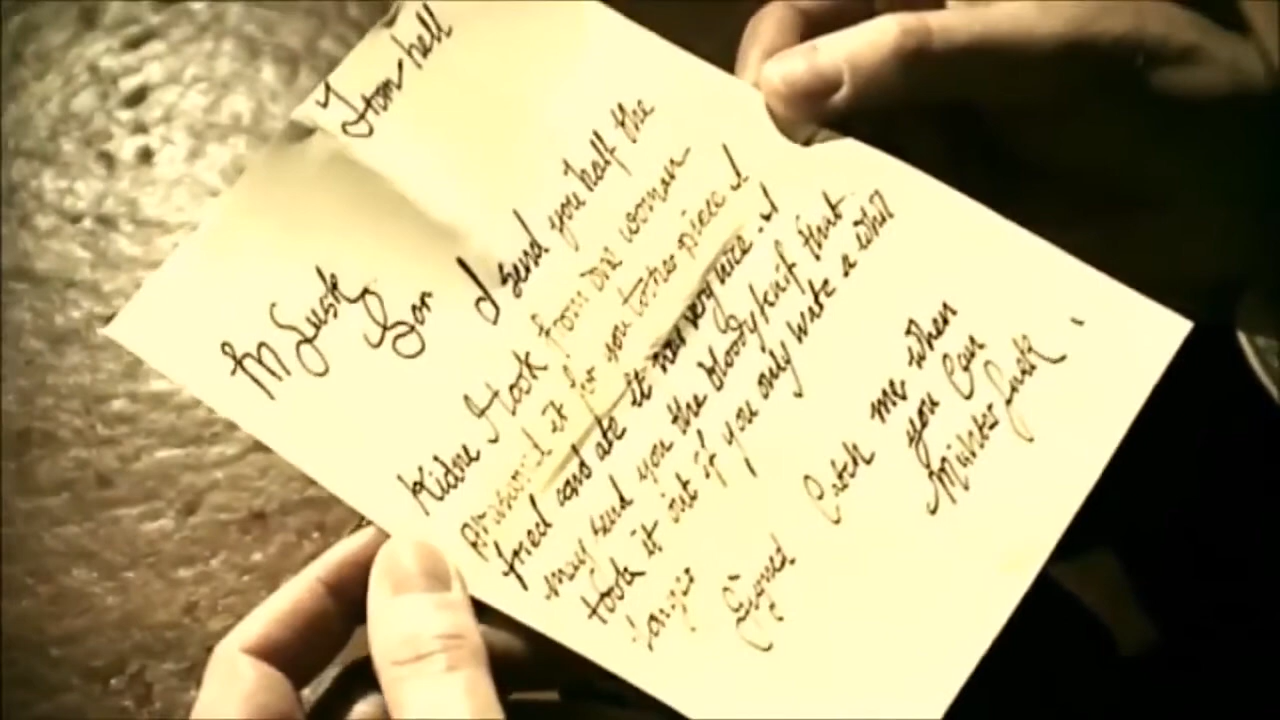 From hell
Mr Lusk
Sor
I send you half the
Kidne I took from one woman
prasarved it for you tother piece I
fried and ate it was very nice. I
may send you the bloody knif that
took it out if you only wate a whil
longer
Signed
Catch me when
you Can
Mishter Lusk